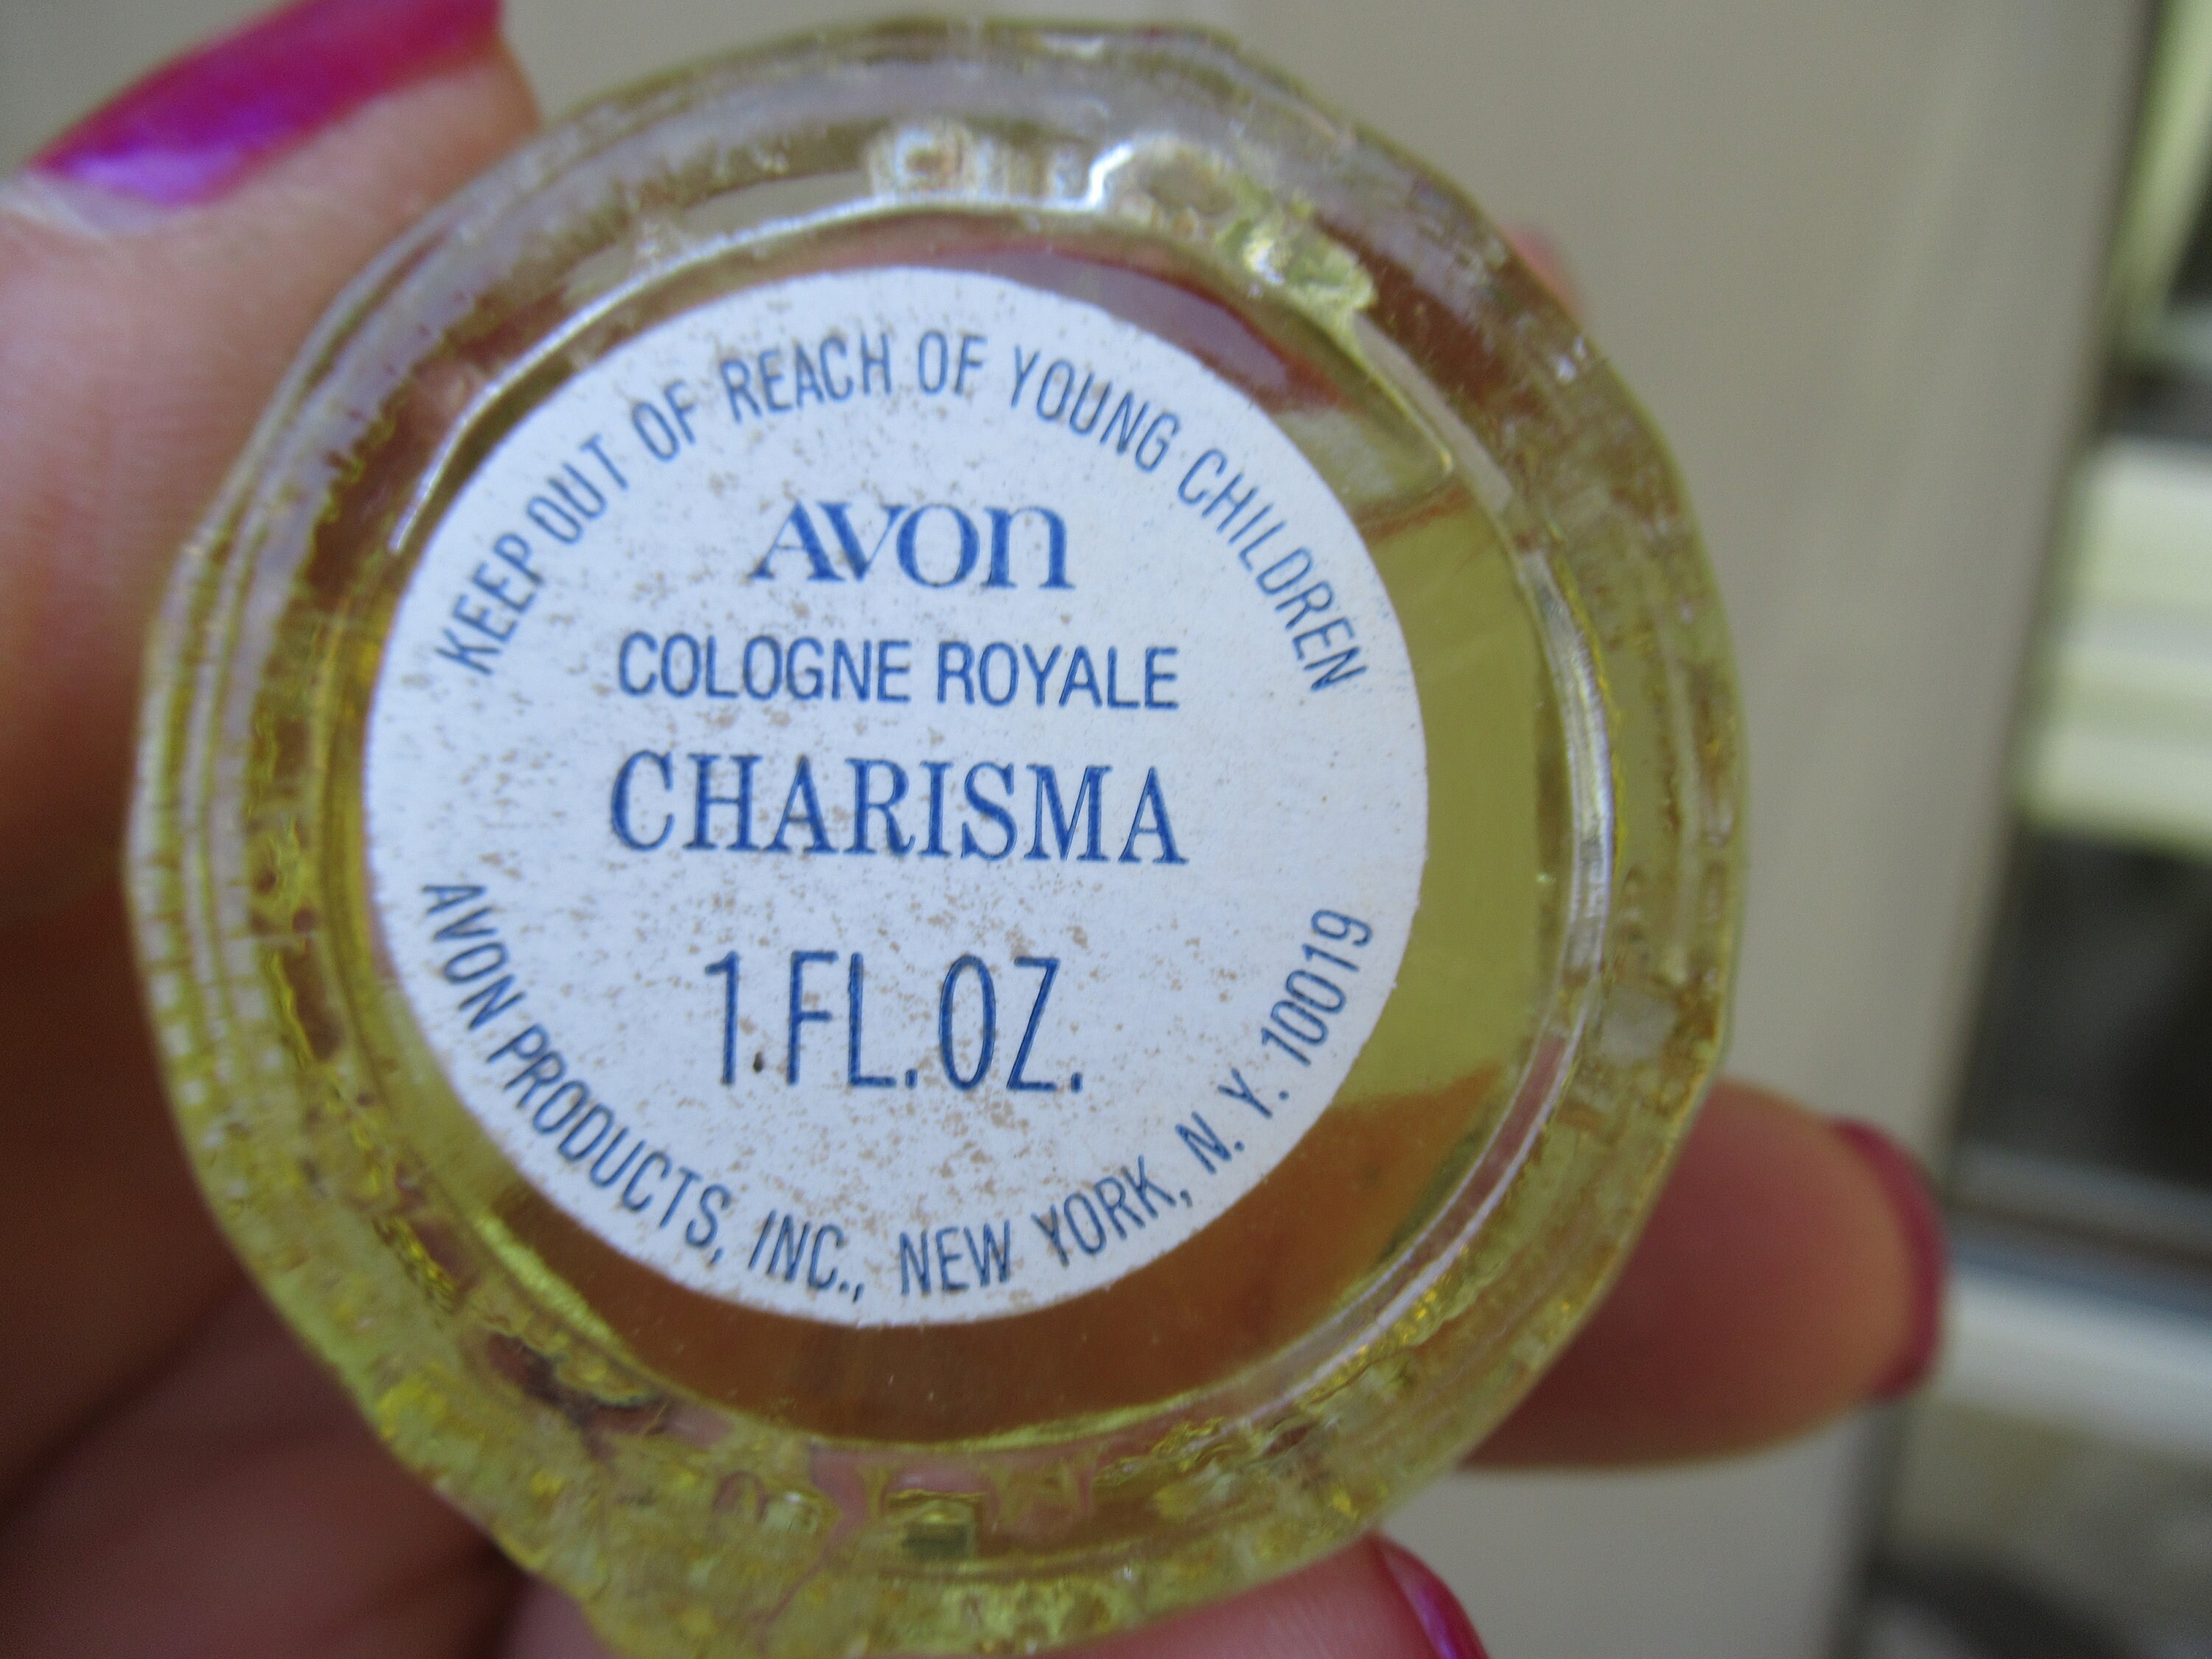 KEEP OUT OF REACH OF YOUNG CHILDREN
AVON
COLOGNE ROYALE
CHARISMA
1 FL. OZ.
AVON PRODUCTS, INC., NEW YORK, N. Y. 10019